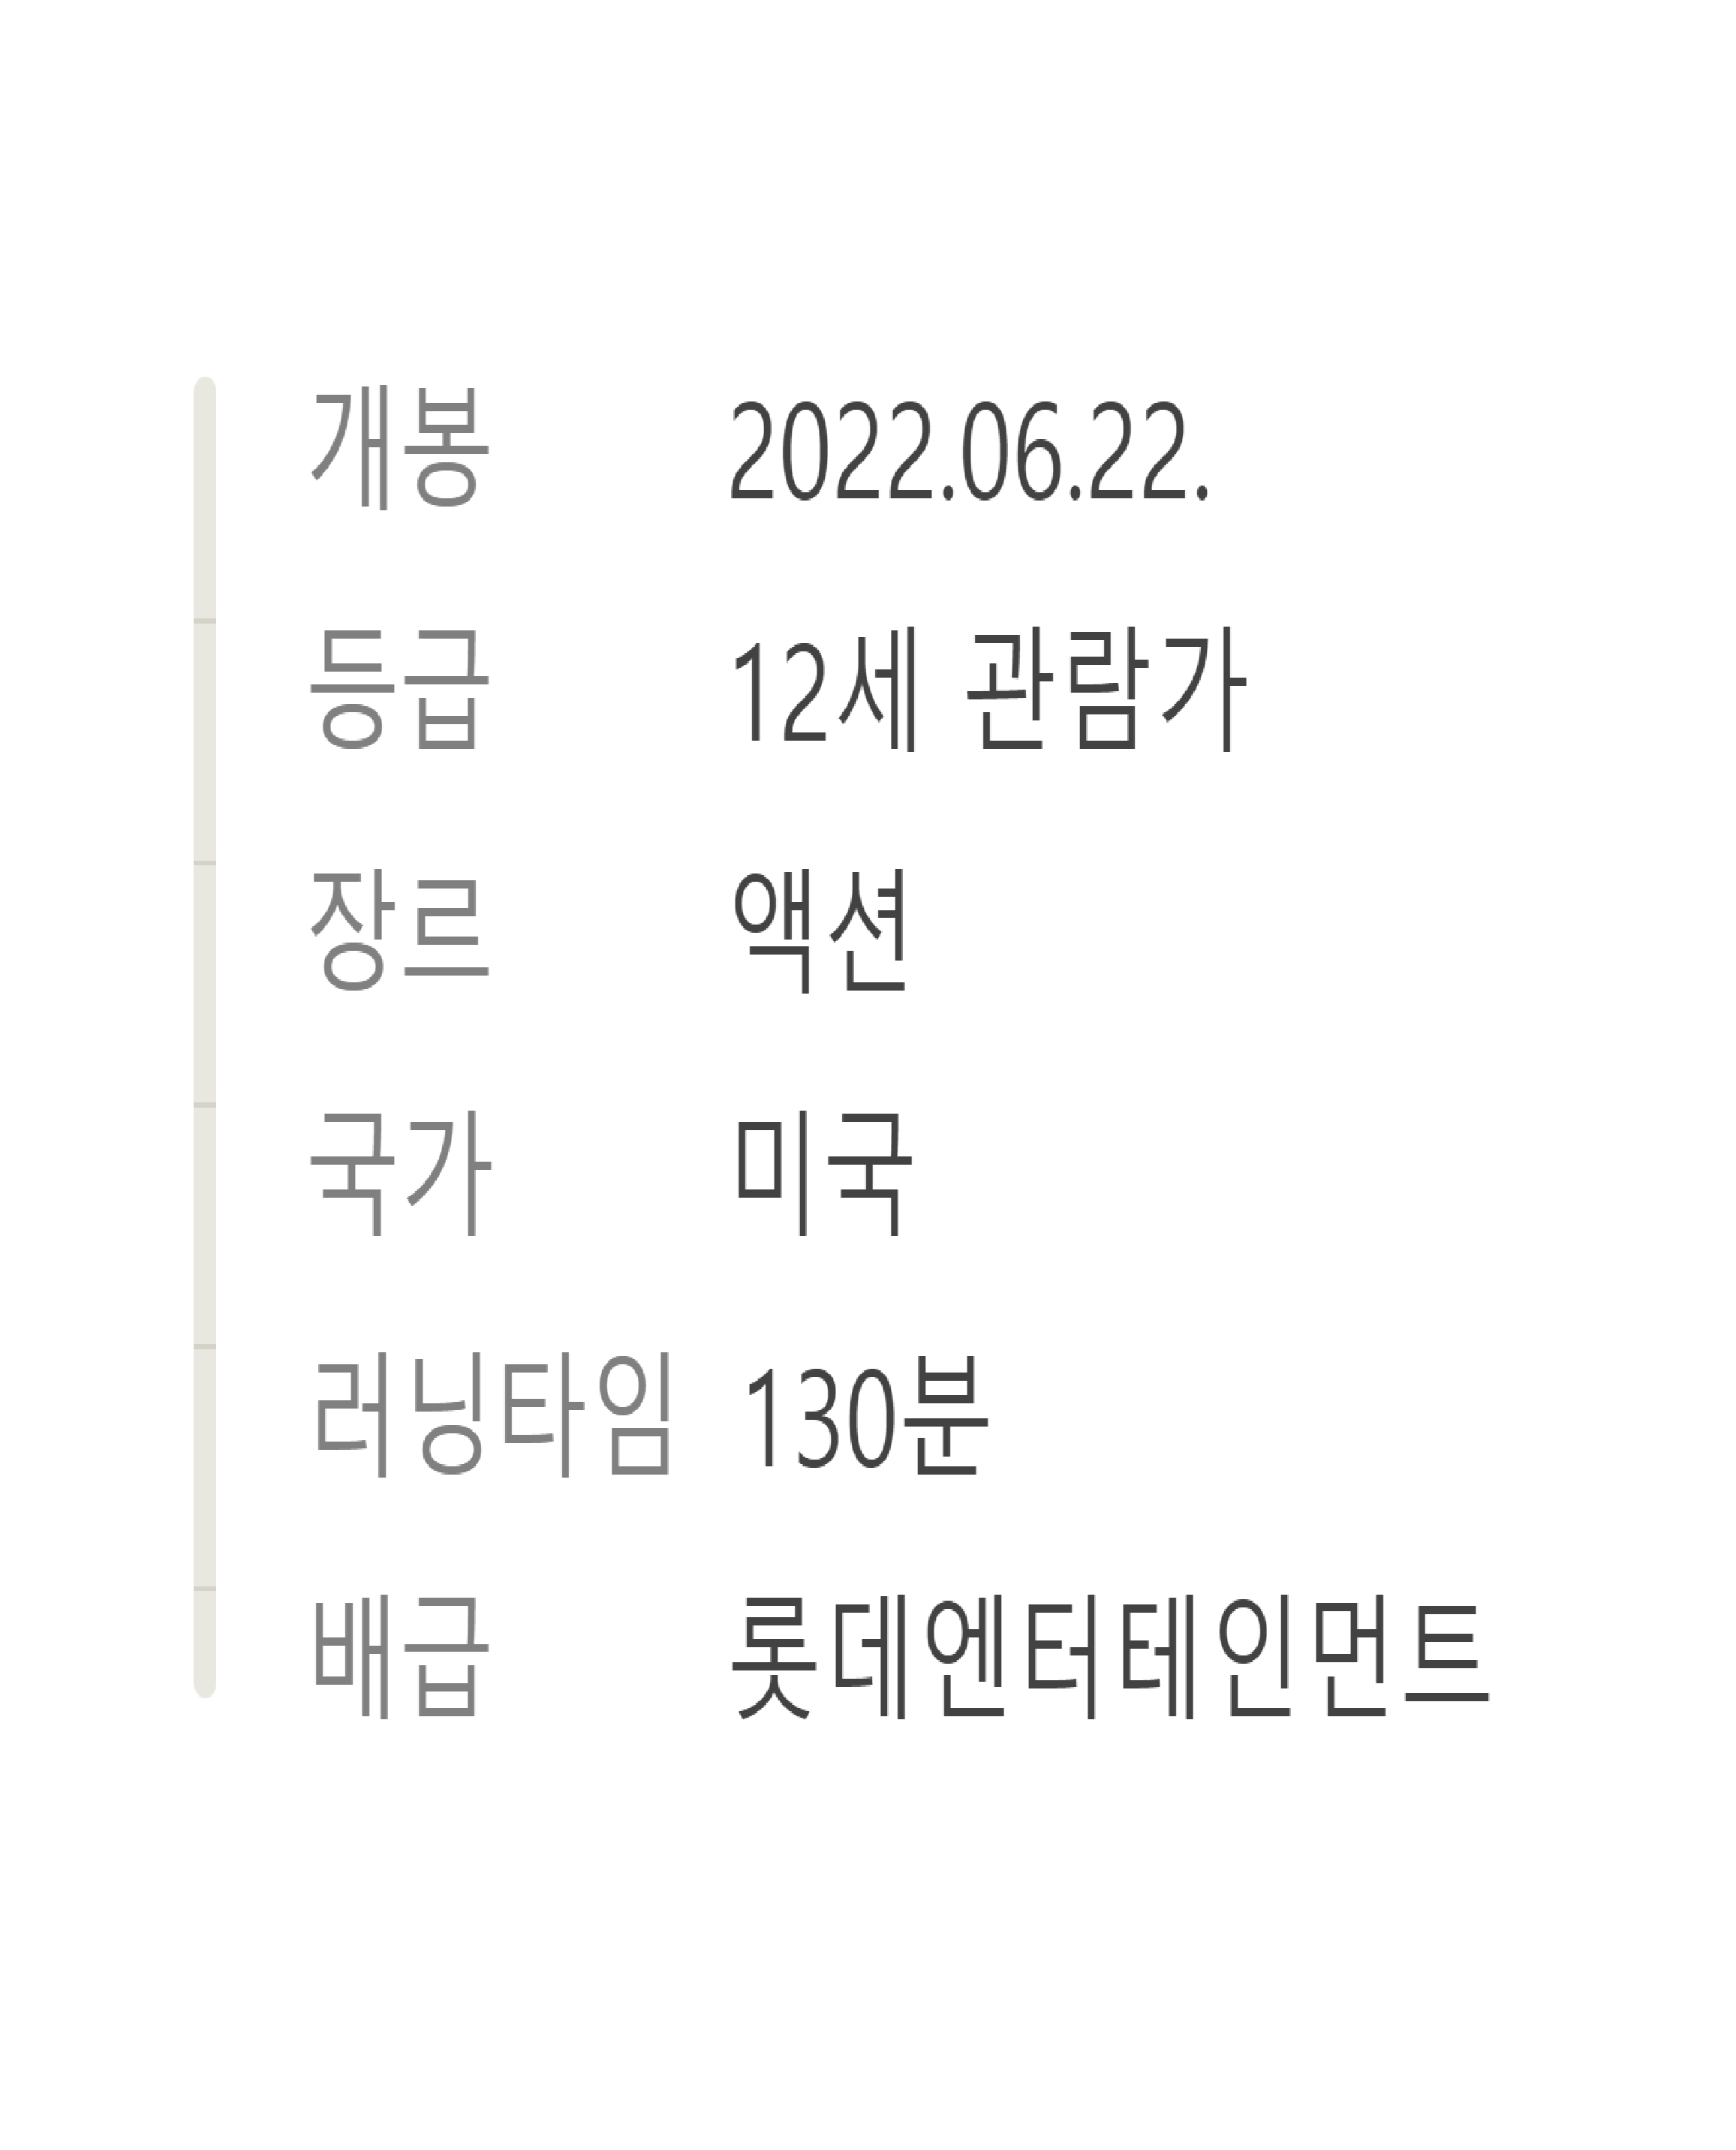 개봉 2022.06.22.
등급 12세 관람가
장르 액션
국가 미국
러닝타임 130분
배급 롯데엔터테인먼트